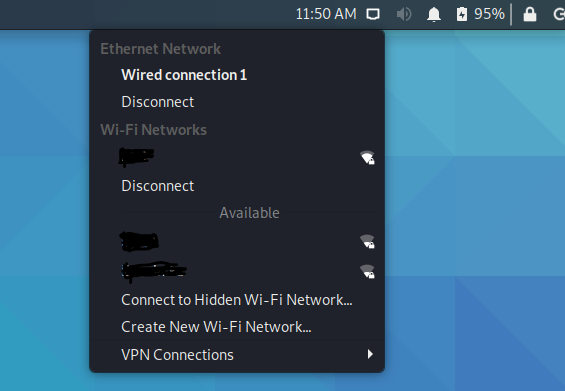 11:50 AM 95%
Ethernet Network
Wired connection 1
Disconnect
Wi-Fi Networks
Disconnect
Available
Connect to Hidden Wi-Fi Network...
Create New Wi-Fi Network...
VPN Connections